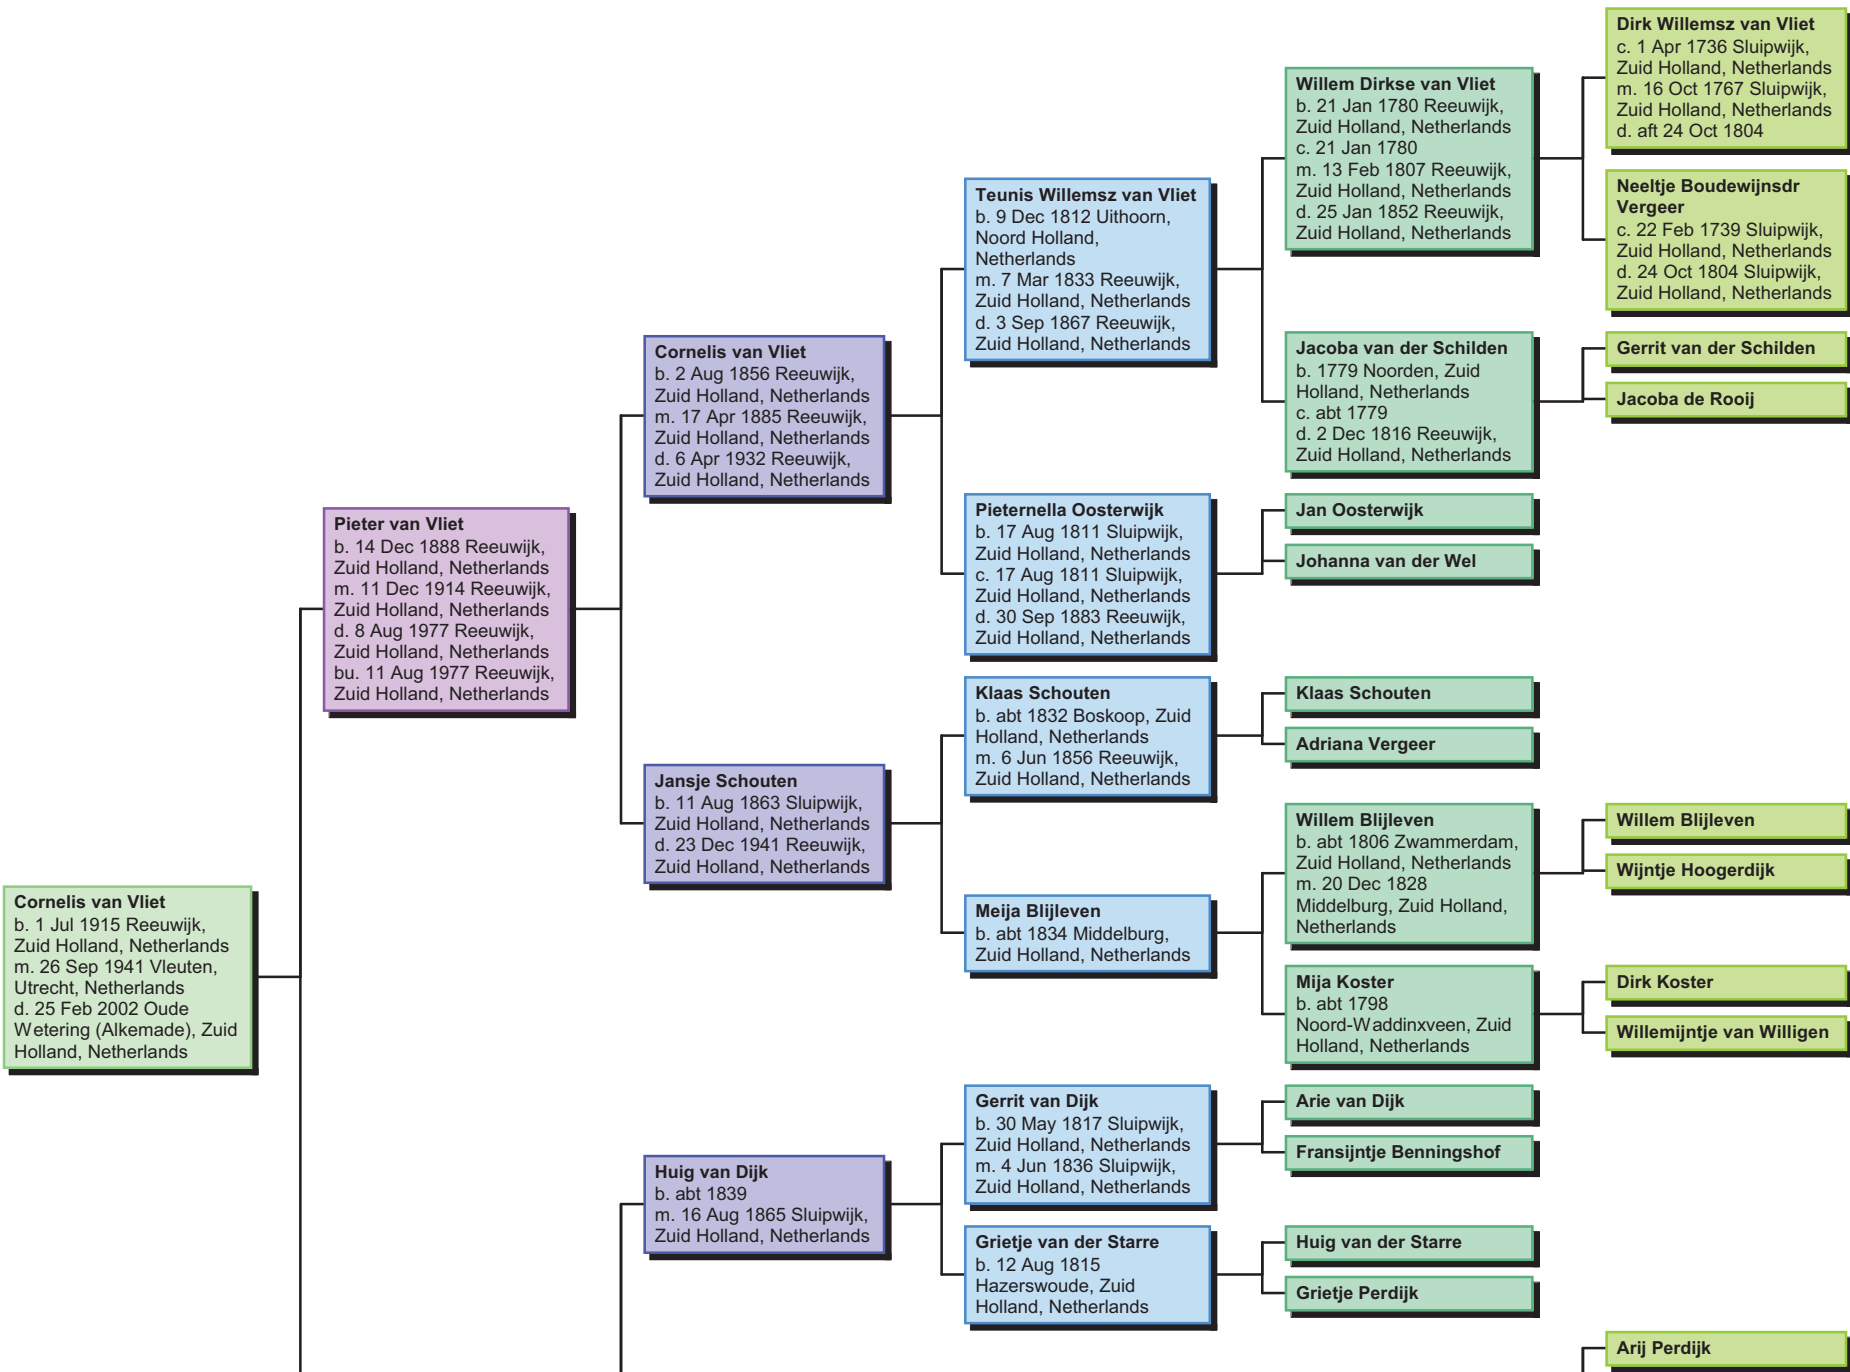 Cornelis van Vliet
b. 1 Jul 1915 Reeuwijk,
Zuid Holland, Netherlands
m. 26 Sep 1941 Vleuten,
Utrecht, Netherlands
d. 25 Feb 2002 Oude
Wetering (Alkemade), Zuid
Holland, Netherlands
Pieter van Vliet
b. 14 Dec 1888 Reeuwijk,
Zuid Holland, Netherlands
m. 11 Dec 1914 Reeuwijk,
Zuid Holland, Netherlands
d. 8 Aug 1977 Reeuwijk,
Zuid Holland, Netherlands
bu. 11 Aug 1977 Reeuwijk,
Zuid Holland, Netherlands
Cornelis van Vliet
b. 2 Aug 1856 Reeuwijk,
Zuid Holland, Netherlands
m. 17 Apr 1885 Reeuwijk,
Zuid Holland, Netherlands
d. 6 Apr 1932 Reeuwijk,
Zuid Holland, Netherlands
Jansje Schouten
b. 11 Aug 1863 Sluipwijk,
Zuid Holland, Netherlands
d. 23 Dec 1941 Reeuwijk,
Zuid Holland, Netherlands
Huig van Dijk
b. abt 1839
m. 16 Aug 1865 Sluipwijk,
Zuid Holland, Netherlands
Teunis Willemsz van Vliet
b. 9 Dec 1812 Uithoorn,
Noord Holland,
Netherlands
m. 7 Mar 1833 Reeuwijk,
Zuid Holland, Netherlands
d. 3 Sep 1867 Reeuwijk,
Zuid Holland, Netherlands
Pieternella Oosterwijk
b. 17 Aug 1811 Sluipwijk,
Zuid Holland, Netherlands
c. 17 Aug 1811 Sluipwijk,
Zuid Holland, Netherlands
d. 30 Sep 1883 Reeuwijk,
Zuid Holland, Netherlands
Klaas Schouten
b. abt 1832 Boskoop, Zuid
Holland, Netherlands
m. 6 Jun 1856 Reeuwijk,
Zuid Holland, Netherlands
Meija Blijleven
b. abt 1834 Middelburg,
Zuid Holland, Netherlands
Gerrit van Dijk
b. 30 May 1817 Sluipwijk,
Zuid Holland, Netherlands
m. 4 Jun 1836 Sluipwijk,
Zuid Holland, Netherlands
Grietje van der Starre
b. 12 Aug 1815
Hazerswoude, Zuid
Holland, Netherlands
Willem Dirkse van Vliet
b. 21 Jan 1780 Reeuwijk,
Zuid Holland, Netherlands
c. 21 Jan 1780
m. 13 Feb 1807 Reeuwijk,
Zuid Holland, Netherlands
d. 25 Jan 1852 Reeuwijk,
Zuid Holland, Netherlands
Jacoba van der Schilden
b. 1779 Noorden, Zuid
Holland, Netherlands
c. abt 1779
d. 2 Dec 1816 Reeuwijk,
Zuid Holland, Netherlands
Jan Oosterwijk
Johanna van der Wel
Klaas Schouten
Adriana Vergeer
Willem Blijleven
b. abt 1806 Zwammerdam,
Zuid Holland, Netherlands
m. 20 Dec 1828
Middelburg, Zuid Holland,
Netherlands
Mija Koster
b. abt 1798
Noord-Waddinxveen, Zuid
Holland, Netherlands
Arie van Dijk
Fransijntje Benningshof
Huig van der Starre
Grietje Perdijk
Dirk Willemsz van Vliet
c. 1 Apr 1736 Sluipwijk,
Zuid Holland, Netherlands
m. 16 Oct 1767 Sluipwijk,
Zuid Holland, Netherlands
d. aft 24 Oct 1804
Neeltje Boudewijnsdr
Vergeer
c. 22 Feb 1739 Sluipwijk,
Zuid Holland, Netherlands
d. 24 Oct 1804 Sluipwijk,
Zuid Holland, Netherlands
Gerrit van der Schilden
Jacoba de Rooij
Willem Blijleven
Wijntje Hoogerdijk
Dirk Koster
Willemijntje van Willigen
Arij Perdijk